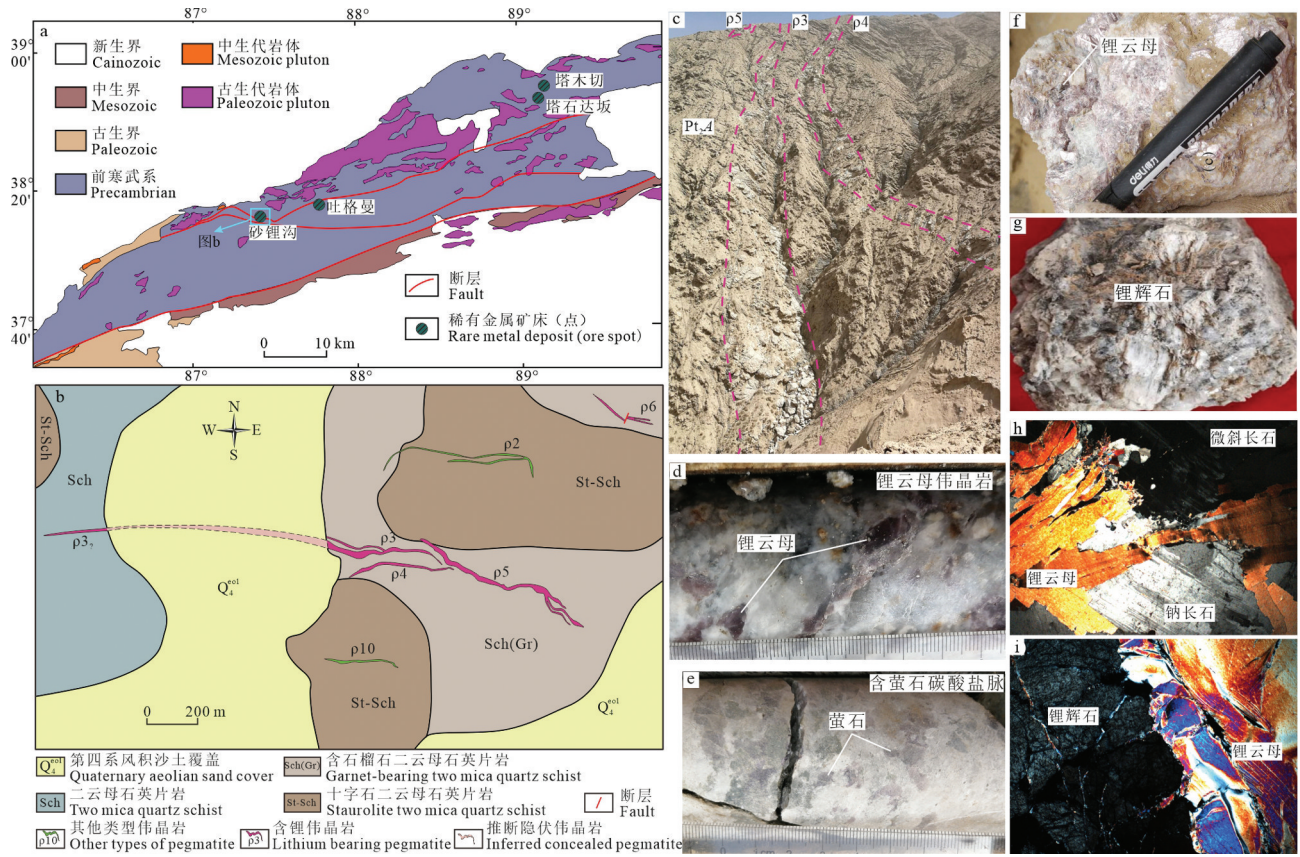 a
87°
88°
89°
39°
00'
38°
20'
37°
40'
新生界
Cainozoic
中生代岩体
Mesozoic pluton
中生界
Mesozoic
古生代岩体
Paleozoic pluton
古生界
Paleozoic
前寒武系
Precambrian
塔木切
塔石达坂
吐格曼
砂锂沟
图b
断层
Fault
稀有金属矿床（点）
Rare metal deposit (ore spot)
0 10 km
87°
88°
89°
b
N
W E
S
St-Sch
Sch
ρ6
ρ2
St-Sch
ρ3?
ρ3
ρ4
ρ5
Q₄ᵉᵒˡ
Sch(Gr)
ρ10
St-Sch
Q₄ᵉᵒˡ
0 200 m
Q₄ᵉᵒˡ 第四系风积沙土覆盖
Quaternary aeolian sand cover
Sch(Gr) 含石榴石二云母石英片岩
Garnet-bearing two mica quartz schist
Sch 二云母石英片岩
Two mica quartz schist
St-Sch 十字石二云母石英片岩
Staurolite two mica quartz schist
断层
Fault
ρ10 其他类型伟晶岩
Other types of pegmatite
ρ3 含锂伟晶岩
Lithium bearing pegmatite
推断隐伏伟晶岩
Inferred concealed pegmatite
c
ρ5
ρ3
ρ4
d
锂云母伟晶岩
锂云母
e
含萤石碳酸盐脉
萤石
f
锂云母
deli得力
g
锂辉石
h
微斜长石
锂云母
钠长石
i
锂辉石
锂云母